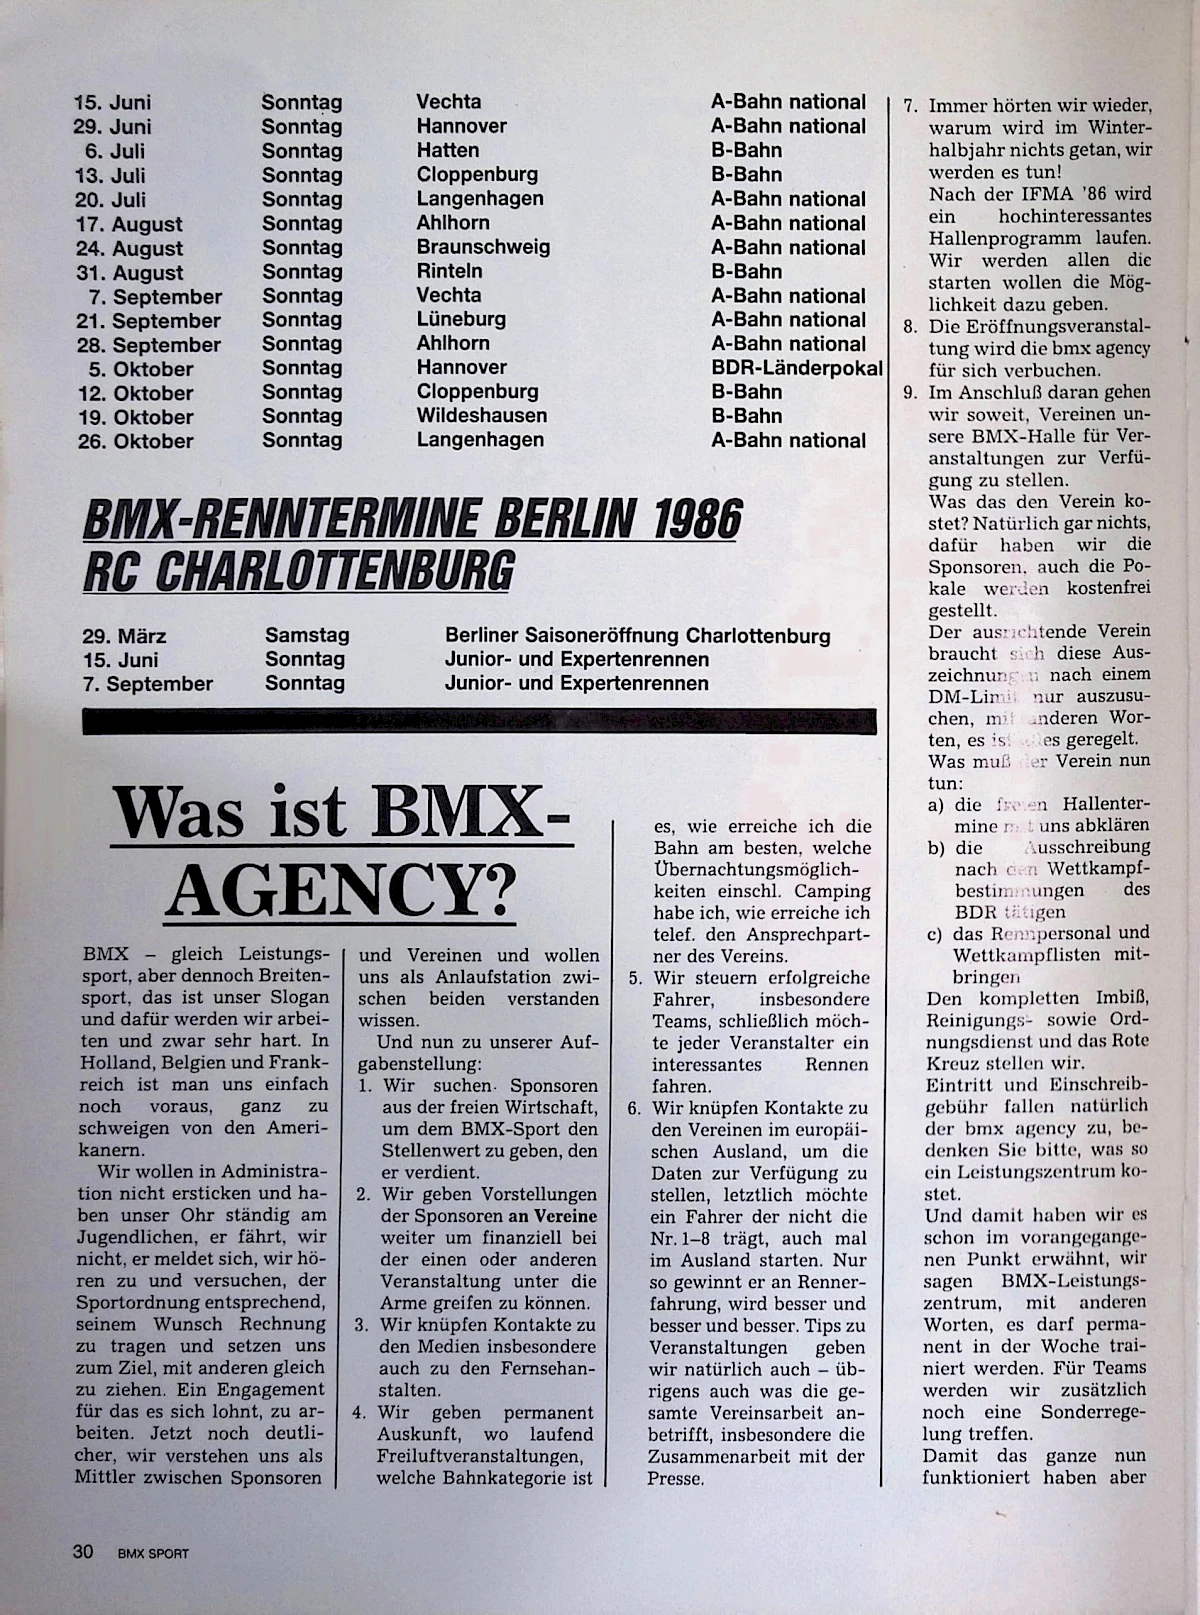 15. Juni Sonntag Vechta A-Bahn national
29. Juni Sonntag Hannover A-Bahn national
6. Juli Sonntag Hatten B-Bahn
13. Juli Sonntag Cloppenburg B-Bahn
20. Juli Sonntag Langenhagen A-Bahn national
17. August Sonntag Ahlhorn A-Bahn national
24. August Sonntag Braunschweig A-Bahn national
31. August Sonntag Rinteln B-Bahn
7. September Sonntag Vechta A-Bahn national
21. September Sonntag Lüneburg A-Bahn national
28. September Sonntag Ahlhorn A-Bahn national
5. Oktober Sonntag Hannover BDR-Länderpokal
12. Oktober Sonntag Cloppenburg B-Bahn
19. Oktober Sonntag Wildeshausen B-Bahn
26. Oktober Sonntag Langenhagen A-Bahn national
BMX-RENNTERMINE BERLIN 1986
RC CHARLOTTENBURG
29. März Samstag Berliner Saisoneröffnung Charlottenburg
15. Juni Sonntag Junior- und Expertenrennen
7. September Sonntag Junior- und Expertenrennen
Was ist BMX-
AGENCY?
BMX – gleich Leistungs-
sport, aber dennoch Breiten-
sport, das ist unser Slogan
und dafür werden wir arbei-
ten und zwar sehr hart. In
Holland, Belgien und Frank-
reich ist man uns einfach
noch voraus, ganz zu
schweigen von den Ameri-
kanern.
Wir wollen in Administra-
tion nicht ersticken und ha-
ben unser Ohr ständig am
Jugendlichen, er fährt, wir
nicht, er meldet sich, wir hö-
ren zu und versuchen, der
Sportordnung entsprechend,
seinem Wunsch Rechnung
zu tragen und setzen uns
zum Ziel, mit anderen gleich
zu ziehen. Ein Engagement
für das es sich lohnt, zu ar-
beiten. Jetzt noch deutli-
cher, wir verstehen uns als
Mittler zwischen Sponsoren
und Vereinen und wollen
uns als Anlaufstation zwi-
schen beiden verstanden
wissen.
Und nun zu unserer Auf-
gabenstellung:
1. Wir suchen Sponsoren
aus der freien Wirtschaft,
um dem BMX-Sport den
Stellenwert zu geben, den
er verdient.
2. Wir geben Vorstellungen
der Sponsoren an Vereine
weiter um finanziell bei
der einen oder anderen
Veranstaltung unter die
Arme greifen zu können.
3. Wir knüpfen Kontakte zu
den Medien insbesondere
auch zu den Fernsehan-
stalten.
4. Wir geben permanent
Auskunft, wo laufend
Freiluftveranstaltungen,
welche Bahnkategorie ist
es, wie erreiche ich die
Bahn am besten, welche
Übernachtungsmöglich-
keiten einschl. Camping
habe ich, wie erreiche ich
telef. den Ansprechpart-
ner des Vereins.
5. Wir steuern erfolgreiche
Fahrer, insbesondere
Teams, schließlich möch-
te jeder Veranstalter ein
interessantes Rennen
fahren.
6. Wir knüpfen Kontakte zu
den Vereinen im europäi-
schen Ausland, um die
Daten zur Verfügung zu
stellen, letztlich möchte
ein Fahrer der nicht die
Nr. 1–8 trägt, auch mal
im Ausland starten. Nur
so gewinnt er an Renner-
fahrung, wird besser und
besser und besser. Tips zu
Veranstaltungen geben
wir natürlich auch – üb-
rigens auch was die ge-
samte Vereinsarbeit an-
betrifft, insbesondere die
Zusammenarbeit mit der
Presse.
7. Immer hörten wir wieder,
warum wird im Winter-
halbjahr nichts getan, wir
werden es tun!
Nach der IFMA '86 wird
ein hochinteressantes
Hallenprogramm laufen.
Wir werden allen die
starten wollen die Mög-
lichkeit dazu geben.
8. Die Eröffnungsveranstal-
tung wird die bmx agency
für sich verbuchen.
9. Im Anschluß daran gehen
wir soweit, Vereinen un-
sere BMX-Halle für Ver-
anstaltungen zur Verfü-
gung zu stellen.
Was das den Verein ko-
stet? Natürlich gar nichts,
dafür haben wir die
Sponsoren, auch die Po-
kale werden kostenfrei
gestellt.
Der ausrichtende Verein
braucht sich diese Aus-
zeichnungen nach einem
DM-Limit nur auszusu-
chen, mit anderen Wor-
ten, es ist alles geregelt.
Was muß der Verein nun
tun:
a) die freien Hallenter-
mine mit uns abklären
b) die Ausschreibung
nach den Wettkampf-
bestimmungen des
BDR tätigen
c) das Rennpersonal und
Wettkampflisten mit-
bringen
Den kompletten Imbiß,
Reinigungs- sowie Ord-
nungsdienst und das Rote
Kreuz stellen wir.
Eintritt und Einschreib-
gebühr fallen natürlich
der bmx agency zu, be-
denken Sie bitte, was so
ein Leistungszentrum ko-
stet.
Und damit haben wir es
schon im vorangegange-
nen Punkt erwähnt, wir
sagen BMX-Leistungs-
zentrum, mit anderen
Worten, es darf perma-
nent in der Woche trai-
niert werden. Für Teams
werden wir zusätzlich
noch eine Sonderrege-
lung treffen.
Damit das ganze nun
funktioniert haben aber
30 BMX SPORT